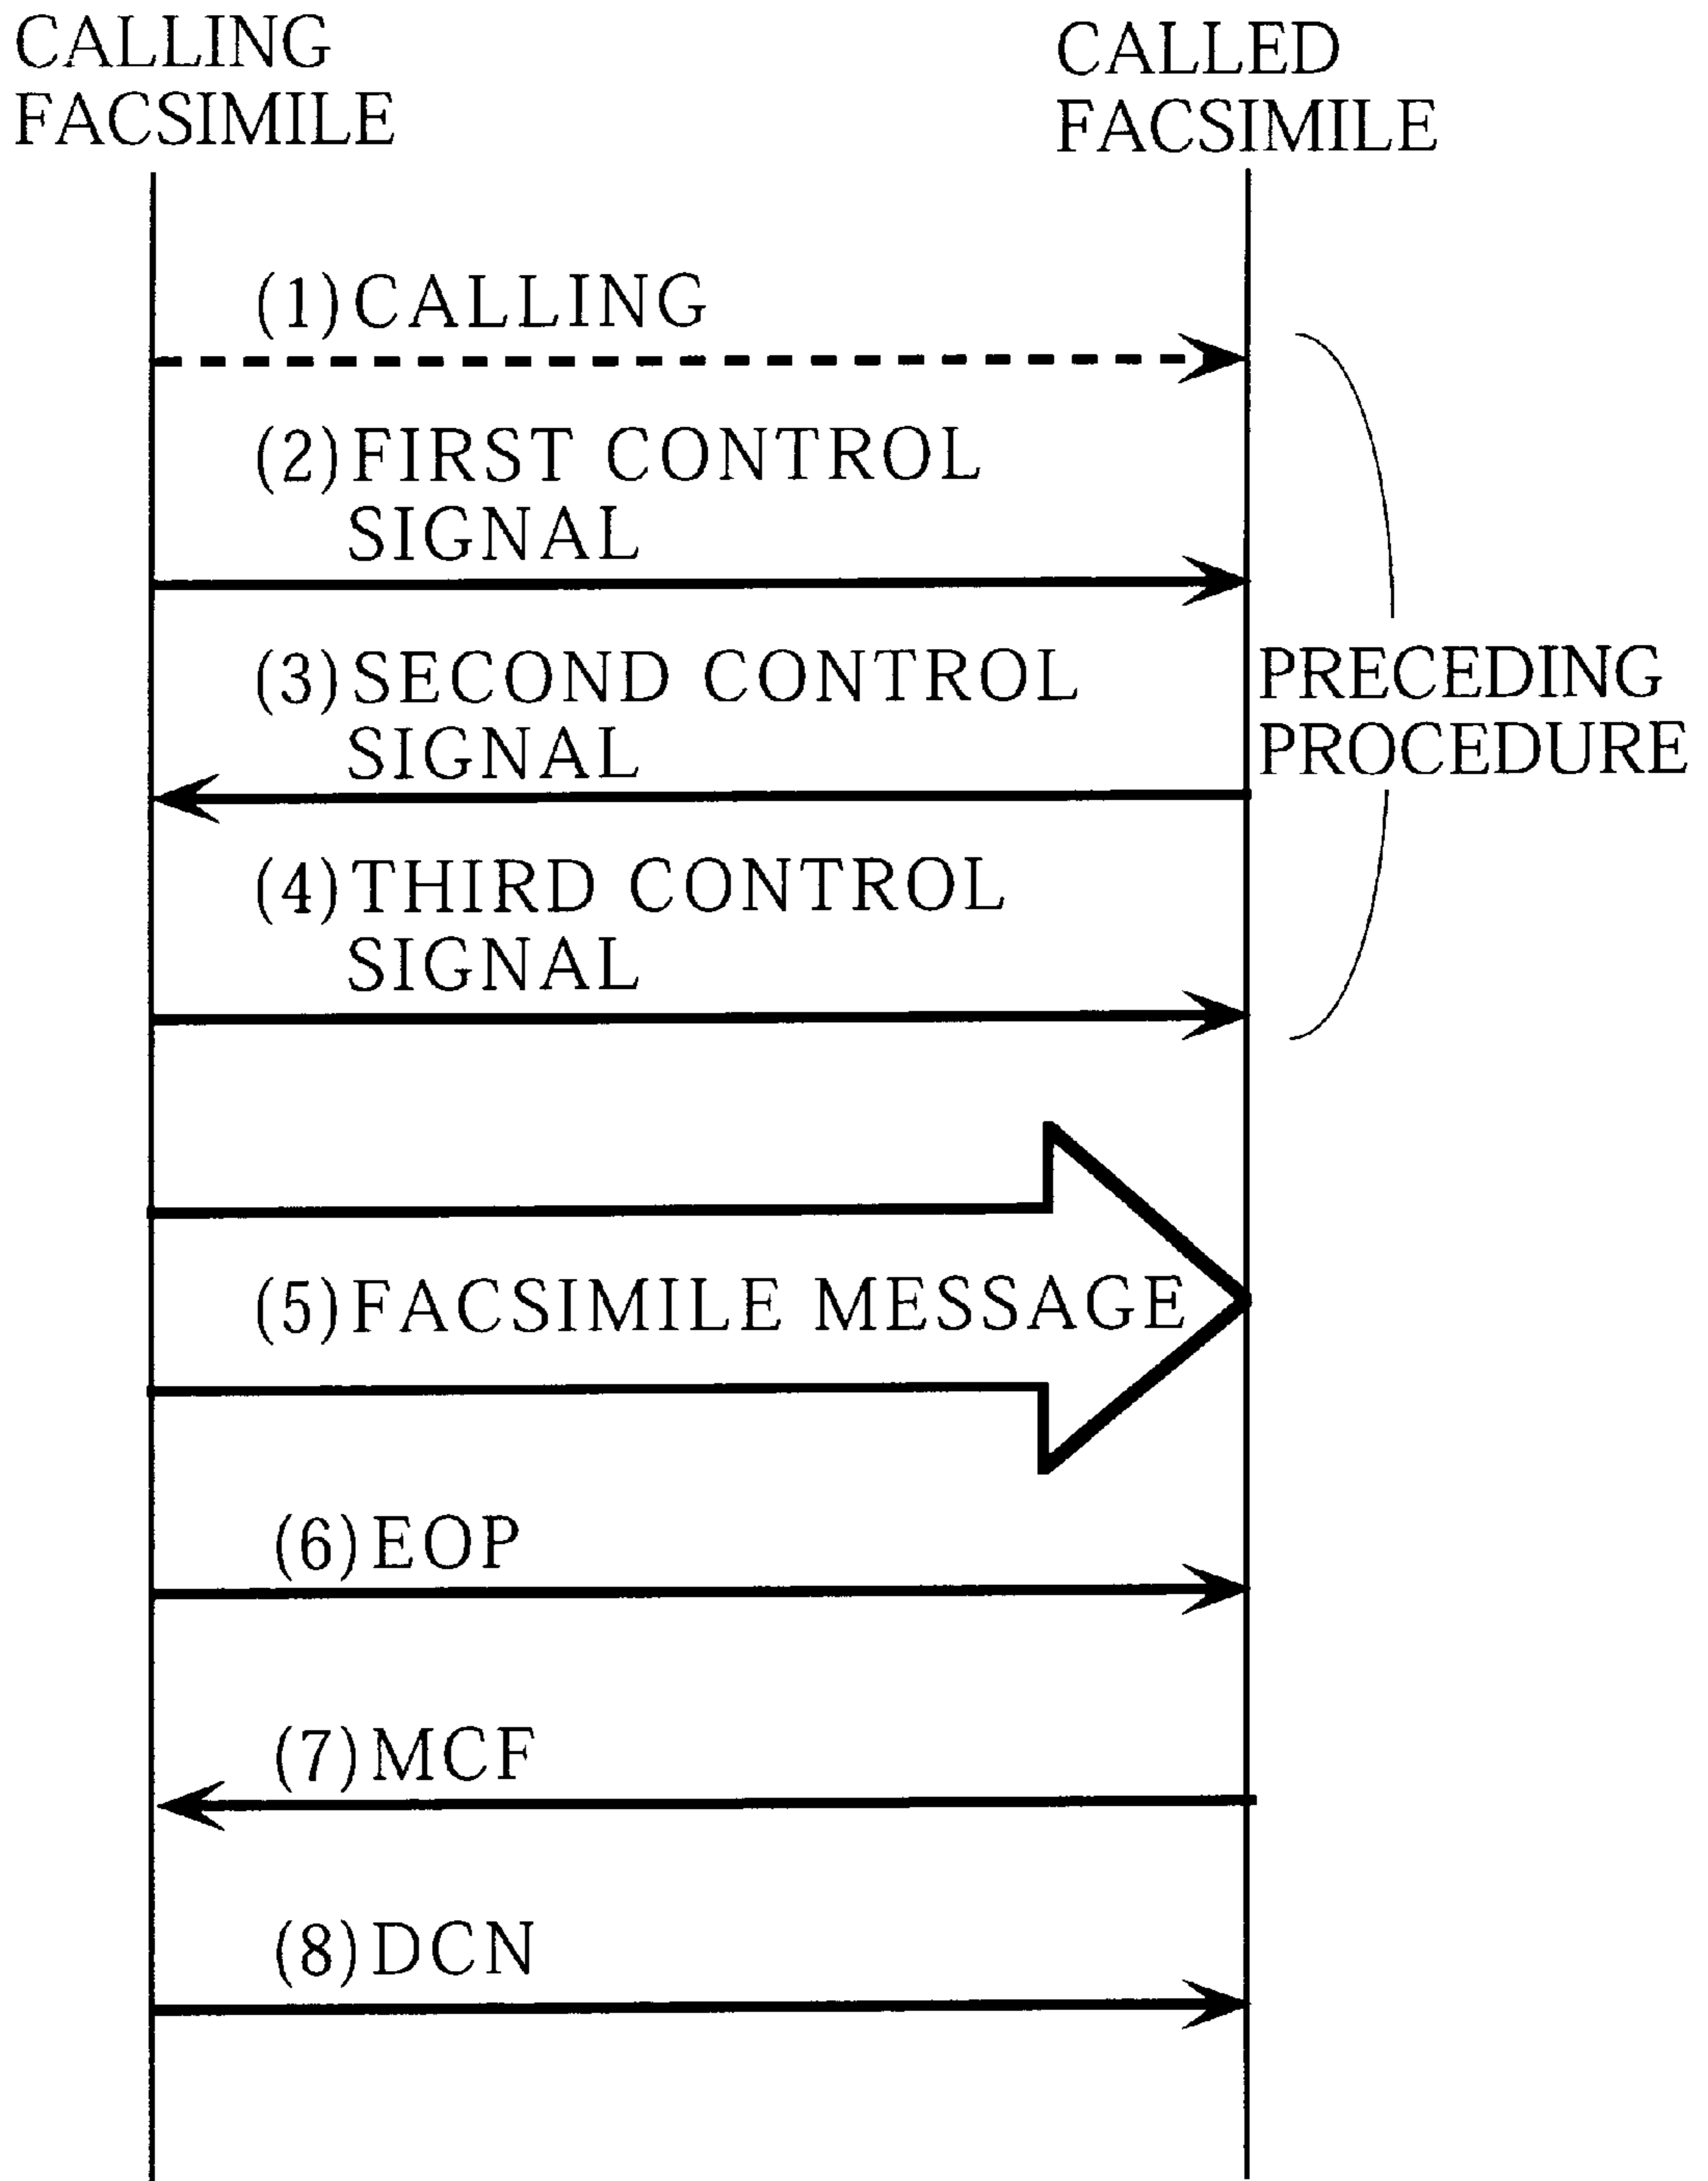 CALLING
FACSIMILE
CALLED
FACSIMILE
(1)CALLING
(2)FIRST CONTROL
SIGNAL
(3)SECOND CONTROL
SIGNAL
PRECEDING
PROCEDURE
(4)THIRD CONTROL
SIGNAL
(5)FACSIMILE MESSAGE
(6)EOP
(7)MCF
(8)DCN